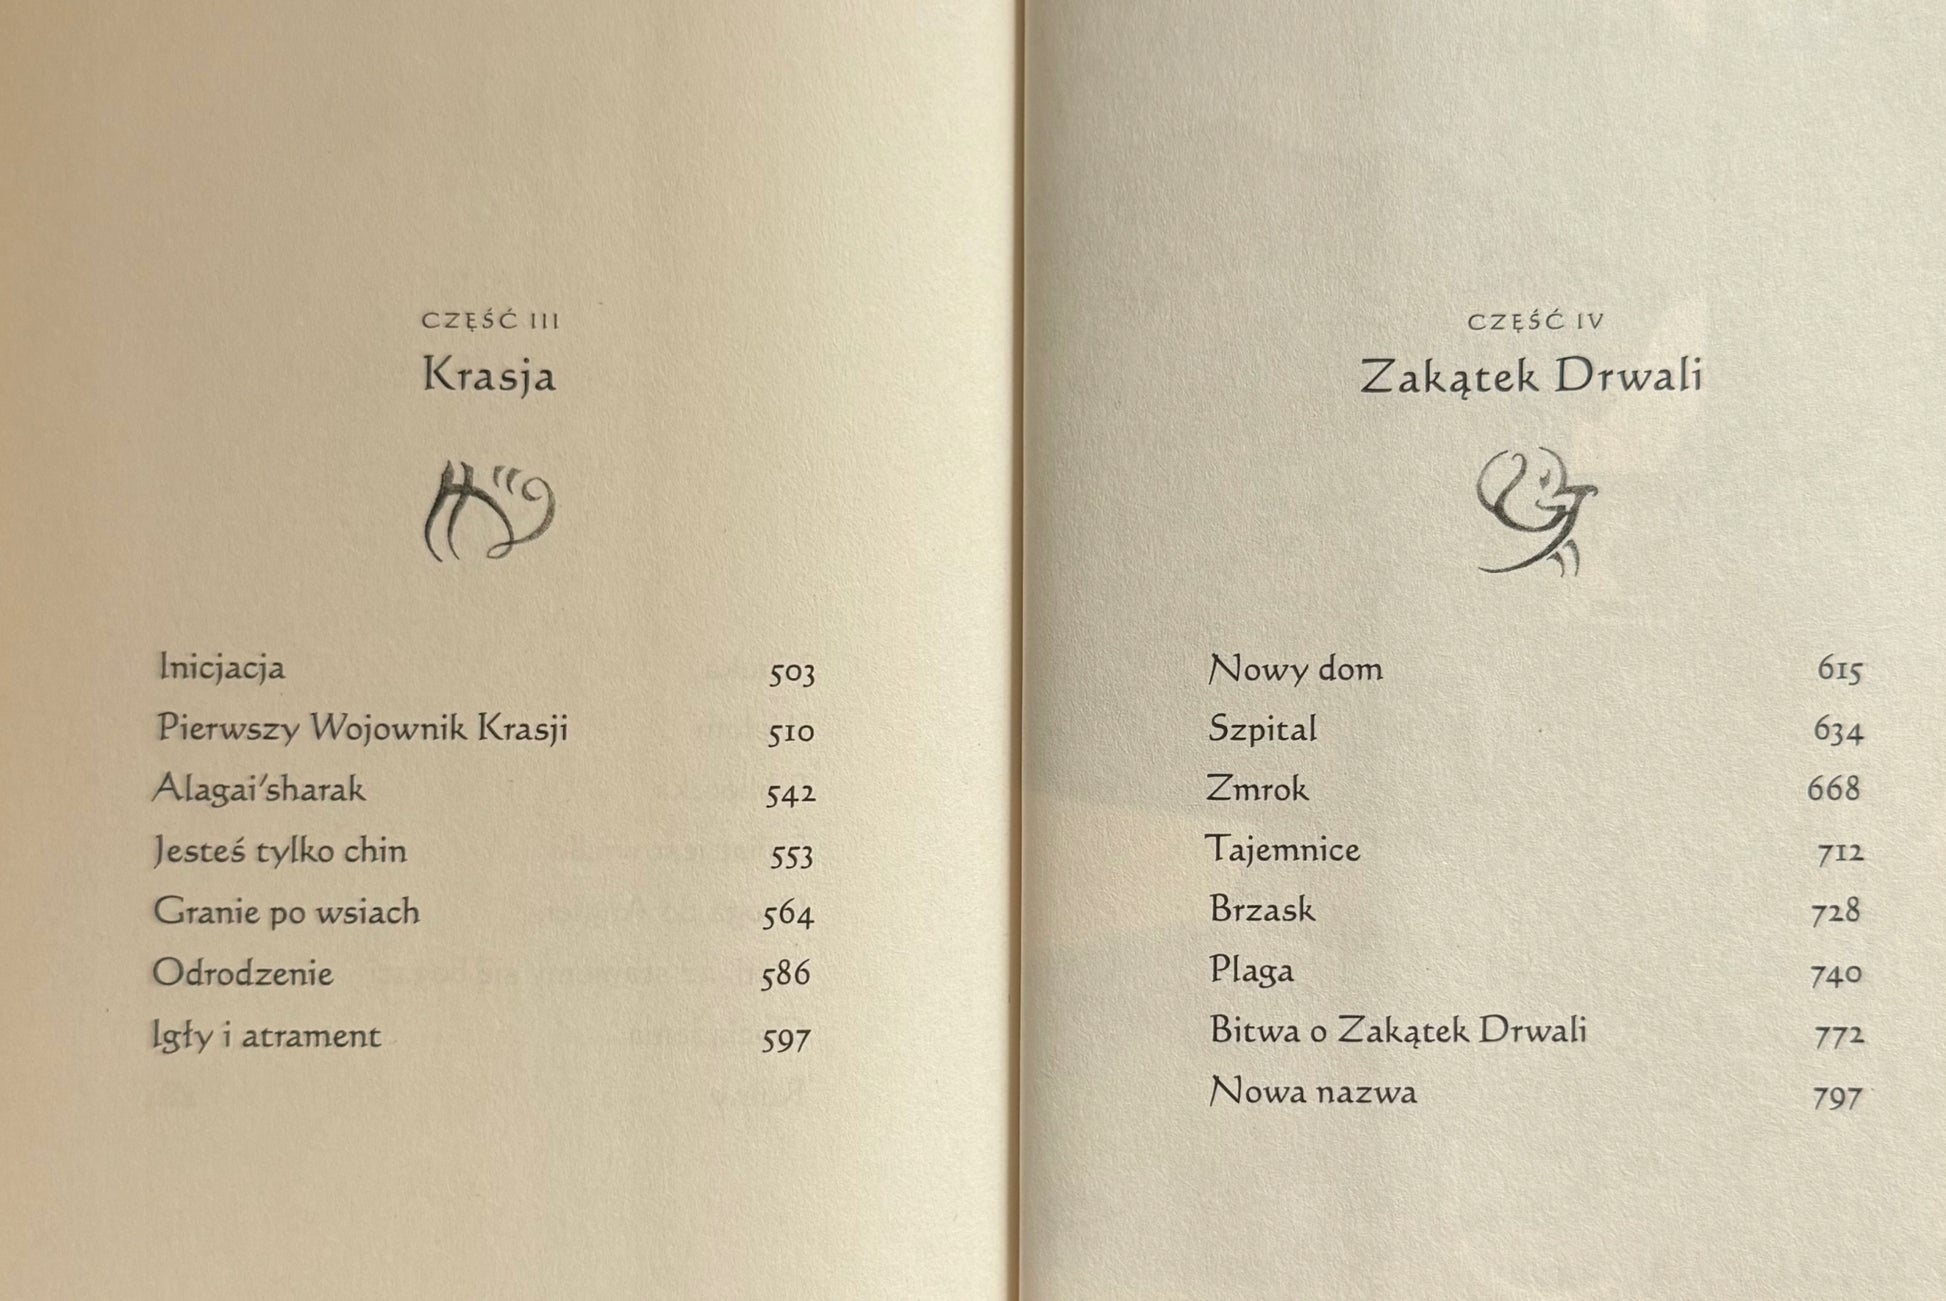 CZĘŚĆ III
Krasja
Inicjacja 503
Pierwszy Wojownik Krasji 510
Alagai'sharak 542
Jesteś tylko chin 553
Granie po wsiach 564
Odrodzenie 586
Igły i atrament 597
CZĘŚĆ IV
Zakątek Drwali
Nowy dom 615
Szpital 634
Zmrok 668
Tajemnice 712
Brzask 728
Plaga 740
Bitwa o Zakątek Drwali 772
Nowa nazwa 797